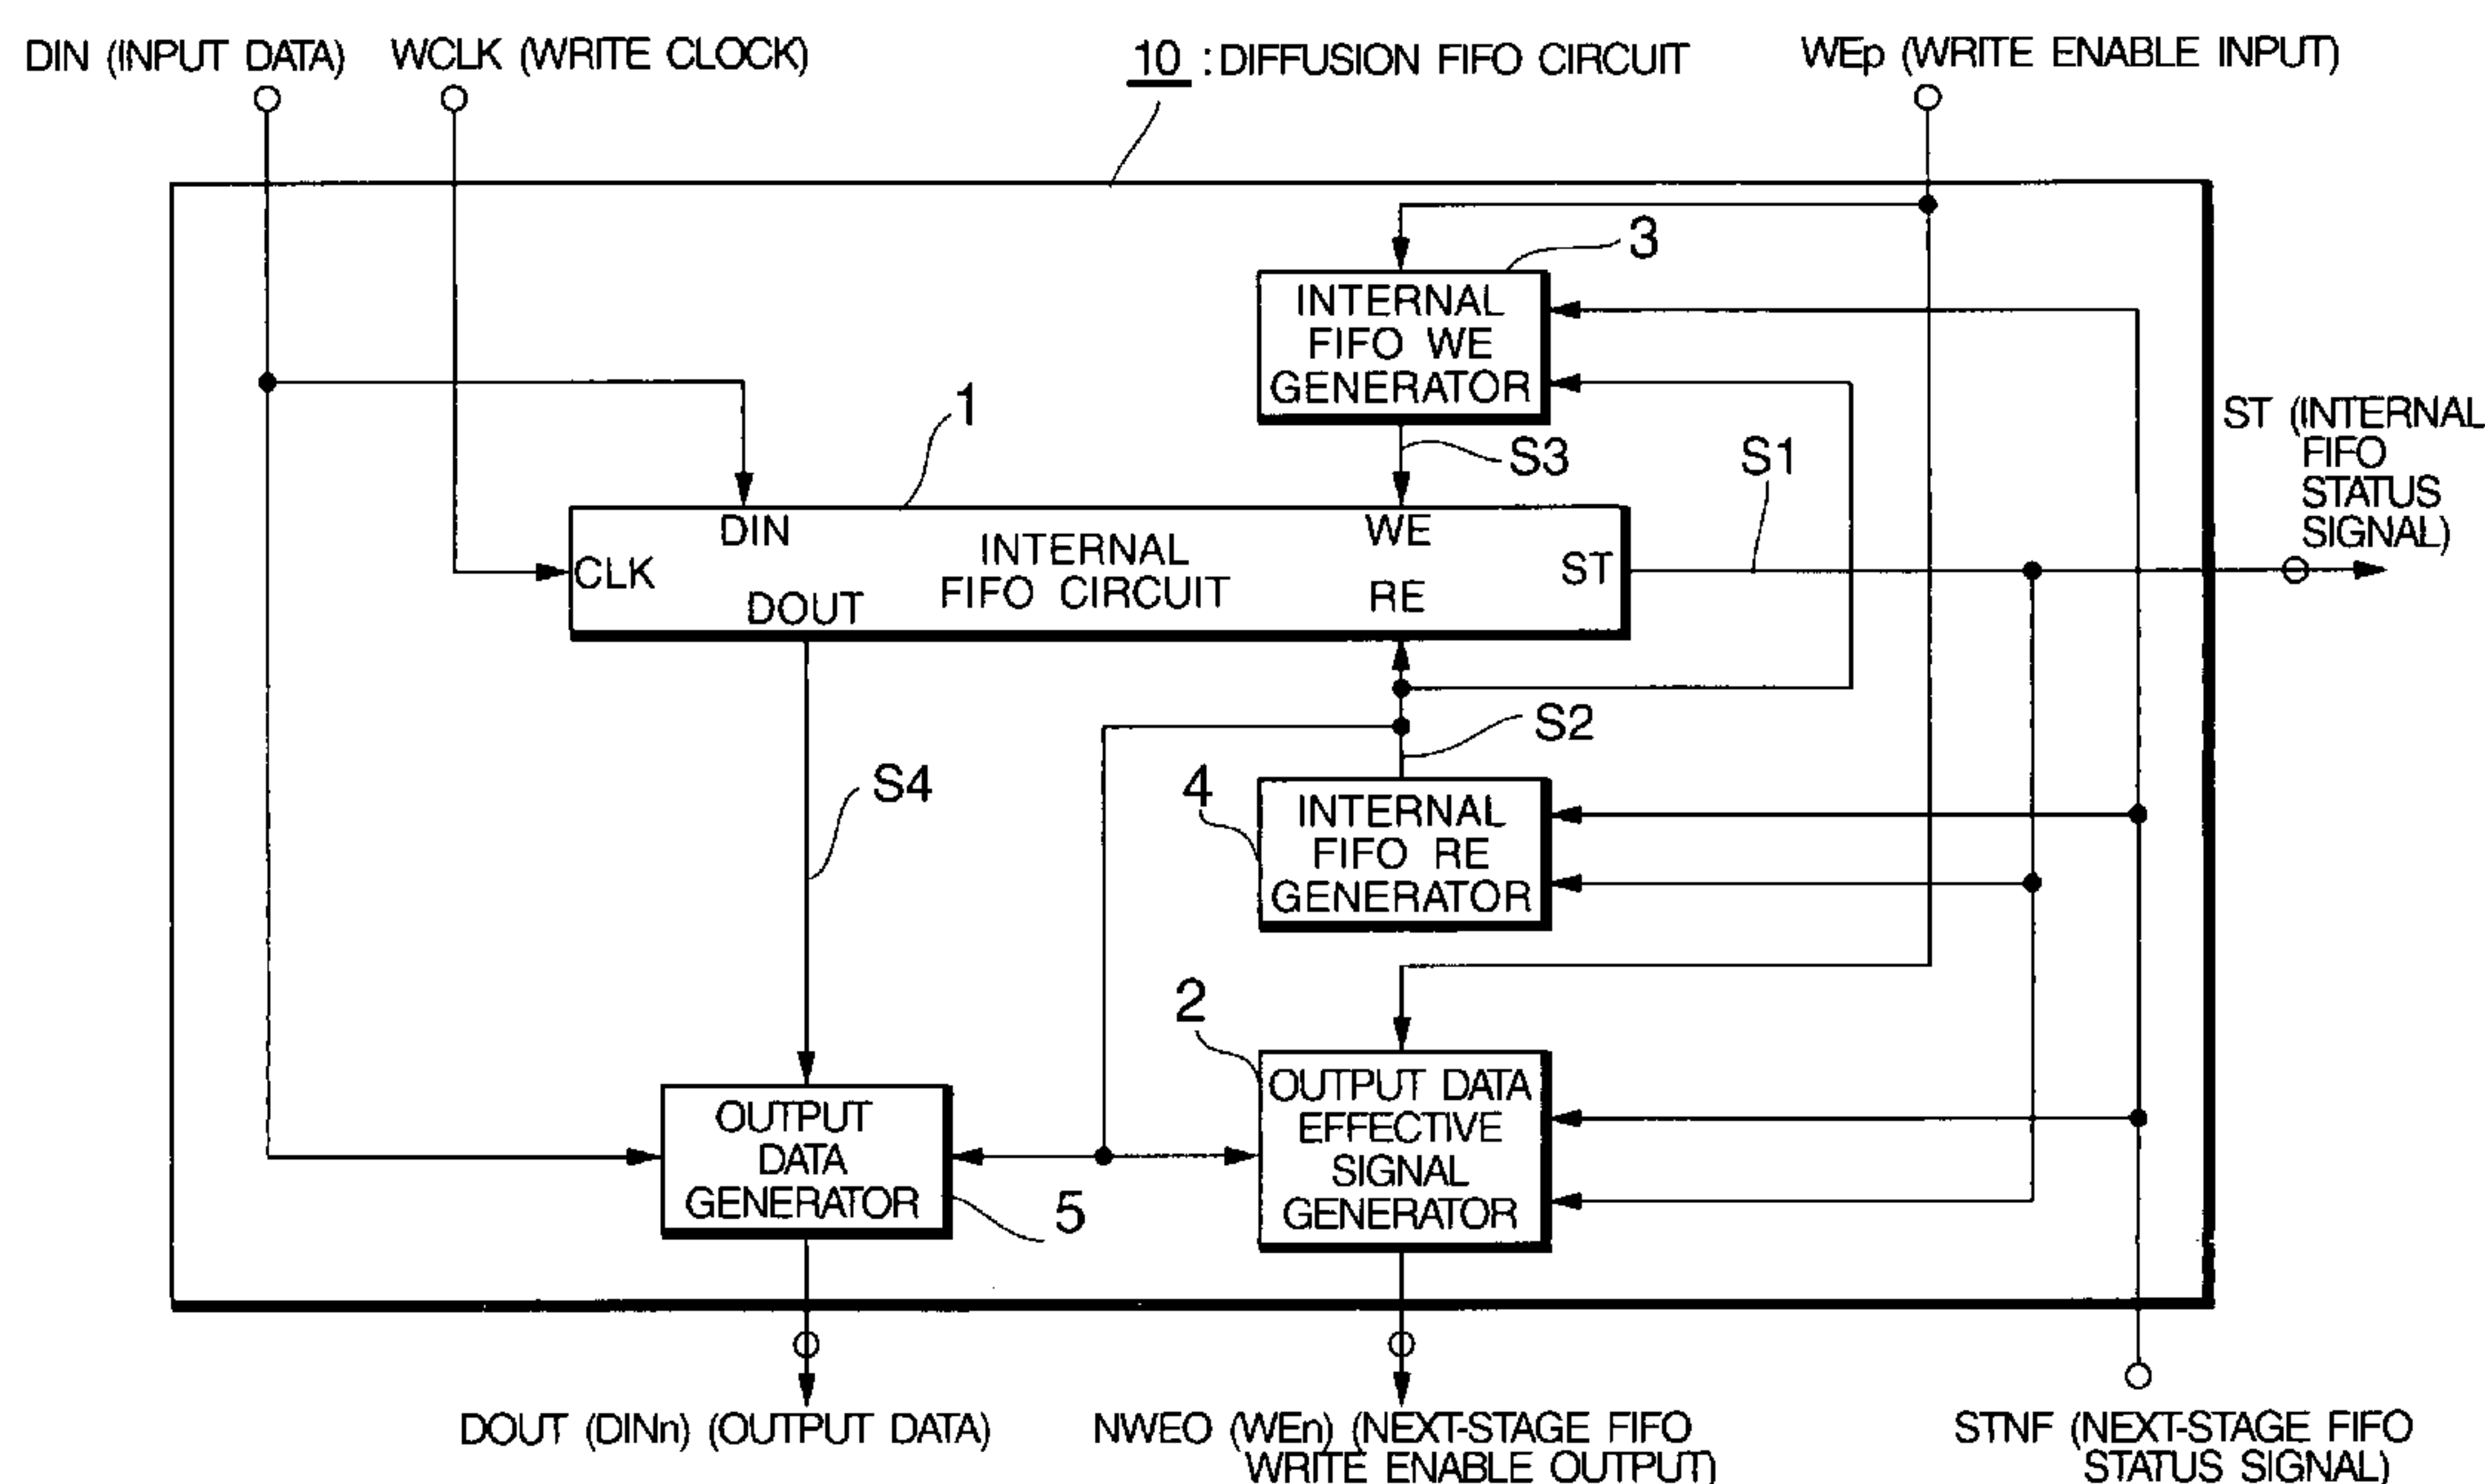 DIN (INPUT DATA)
WCLK (WRITE CLOCK)
10 : DIFFUSION FIFO CIRCUIT
WEp (WRITE ENABLE INPUT)
3
INTERNAL
FIFO WE
GENERATOR
ST (INTERNAL
FIFO
STATUS
SIGNAL)
1
S3
S1
DIN
WE
INTERNAL
FIFO CIRCUIT
CLK
ST
DOUT
RE
S2
S4
4
INTERNAL
FIFO RE
GENERATOR
2
OUTPUT DATA
EFFECTIVE
SIGNAL
GENERATOR
OUTPUT
DATA
GENERATOR
5
DOUT (DINn) (OUTPUT DATA)
NWEO (WEn) (NEXT-STAGE FIFO
WRITE ENABLE OUTPUT)
STNF (NEXT-STAGE FIFO
STATUS SIGNAL)